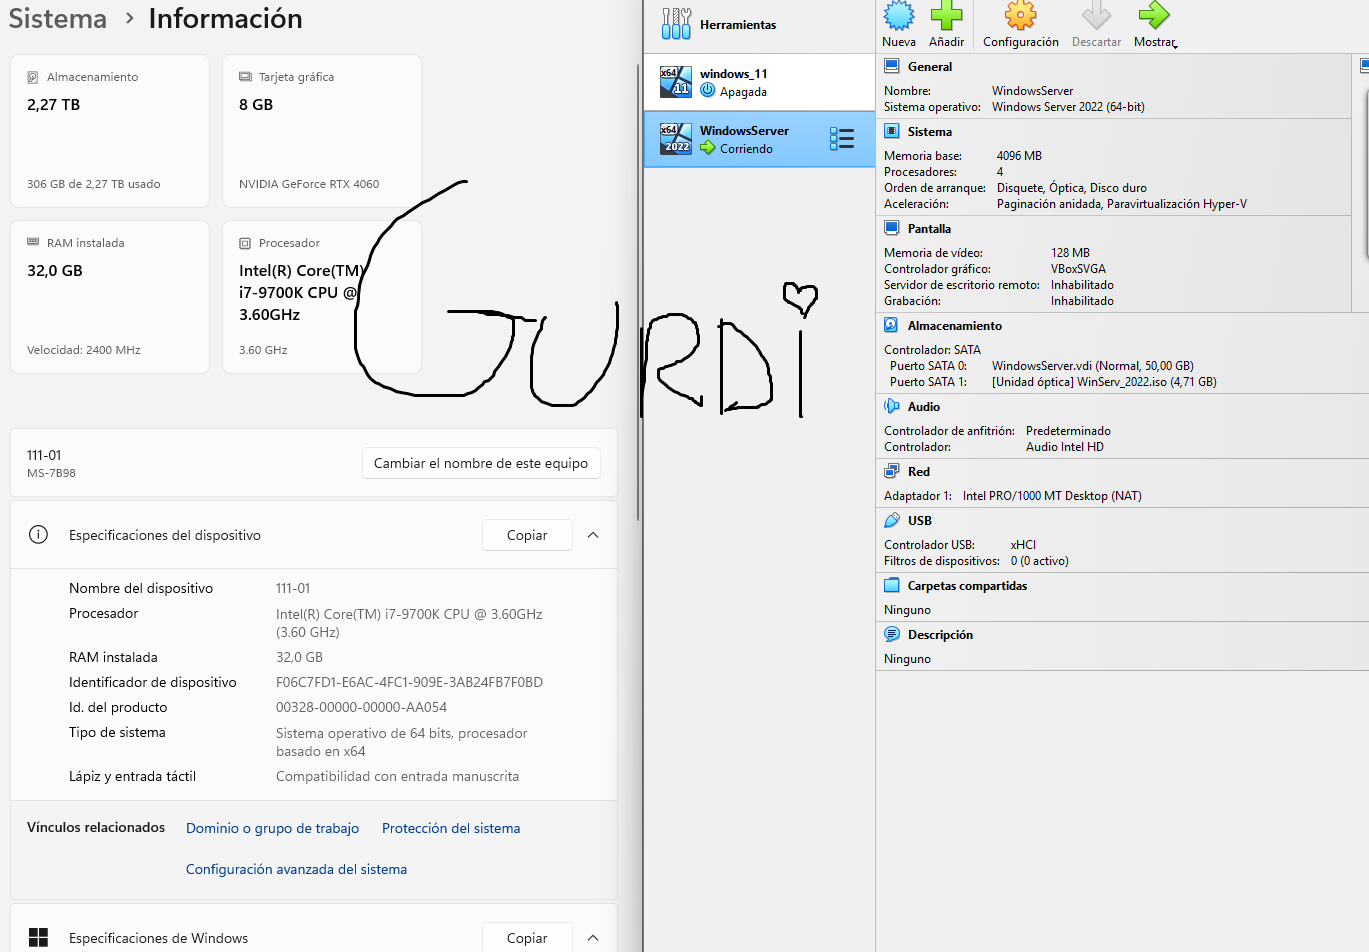 Sistema > Información
Almacenamiento
2,27 TB
306 GB de 2,27 TB usado
Tarjeta gráfica
8 GB
NVIDIA GeForce RTX 4060
RAM instalada
32,0 GB
Velocidad: 2400 MHz
Procesador
Intel(R) Core(TM)
i7-9700K CPU @
3.60GHz
3.60 GHz
GURDI
111-01
MS-7B98
Cambiar el nombre de este equipo
Especificaciones del dispositivo
Copiar
Nombre del dispositivo 111-01
Procesador Intel(R) Core(TM) i7-9700K CPU @ 3.60GHz
(3.60 GHz)
RAM instalada 32,0 GB
Identificador de dispositivo F06C7FD1-E6AC-4FC1-909E-3AB24FB7F0BD
Id. del producto 00328-00000-00000-AA054
Tipo de sistema Sistema operativo de 64 bits, procesador
basado en x64
Lápiz y entrada táctil Compatibilidad con entrada manuscrita
Vínculos relacionados Dominio o grupo de trabajo Protección del sistema
Configuración avanzada del sistema
Especificaciones de Windows
Copiar
Herramientas
x64
11
windows_11
Apagada
x64
2022
WindowsServer
Corriendo
Nueva Añadir Configuración Descartar Mostrar
General
Nombre: WindowsServer
Sistema operativo: Windows Server 2022 (64-bit)
Sistema
Memoria base: 4096 MB
Procesadores: 4
Orden de arranque: Disquete, Óptica, Disco duro
Aceleración: Paginación anidada, Paravirtualización Hyper-V
Pantalla
Memoria de vídeo: 128 MB
Controlador gráfico: VBoxSVGA
Servidor de escritorio remoto: Inhabilitado
Grabación: Inhabilitado
Almacenamiento
Controlador: SATA
Puerto SATA 0: WindowsServer.vdi (Normal, 50,00 GB)
Puerto SATA 1: [Unidad óptica] WinServ_2022.iso (4,71 GB)
Audio
Controlador de anfitrión: Predeterminado
Controlador: Audio Intel HD
Red
Adaptador 1: Intel PRO/1000 MT Desktop (NAT)
USB
Controlador USB: xHCI
Filtros de dispositivos: 0 (0 activo)
Carpetas compartidas
Ninguno
Descripción
Ninguno